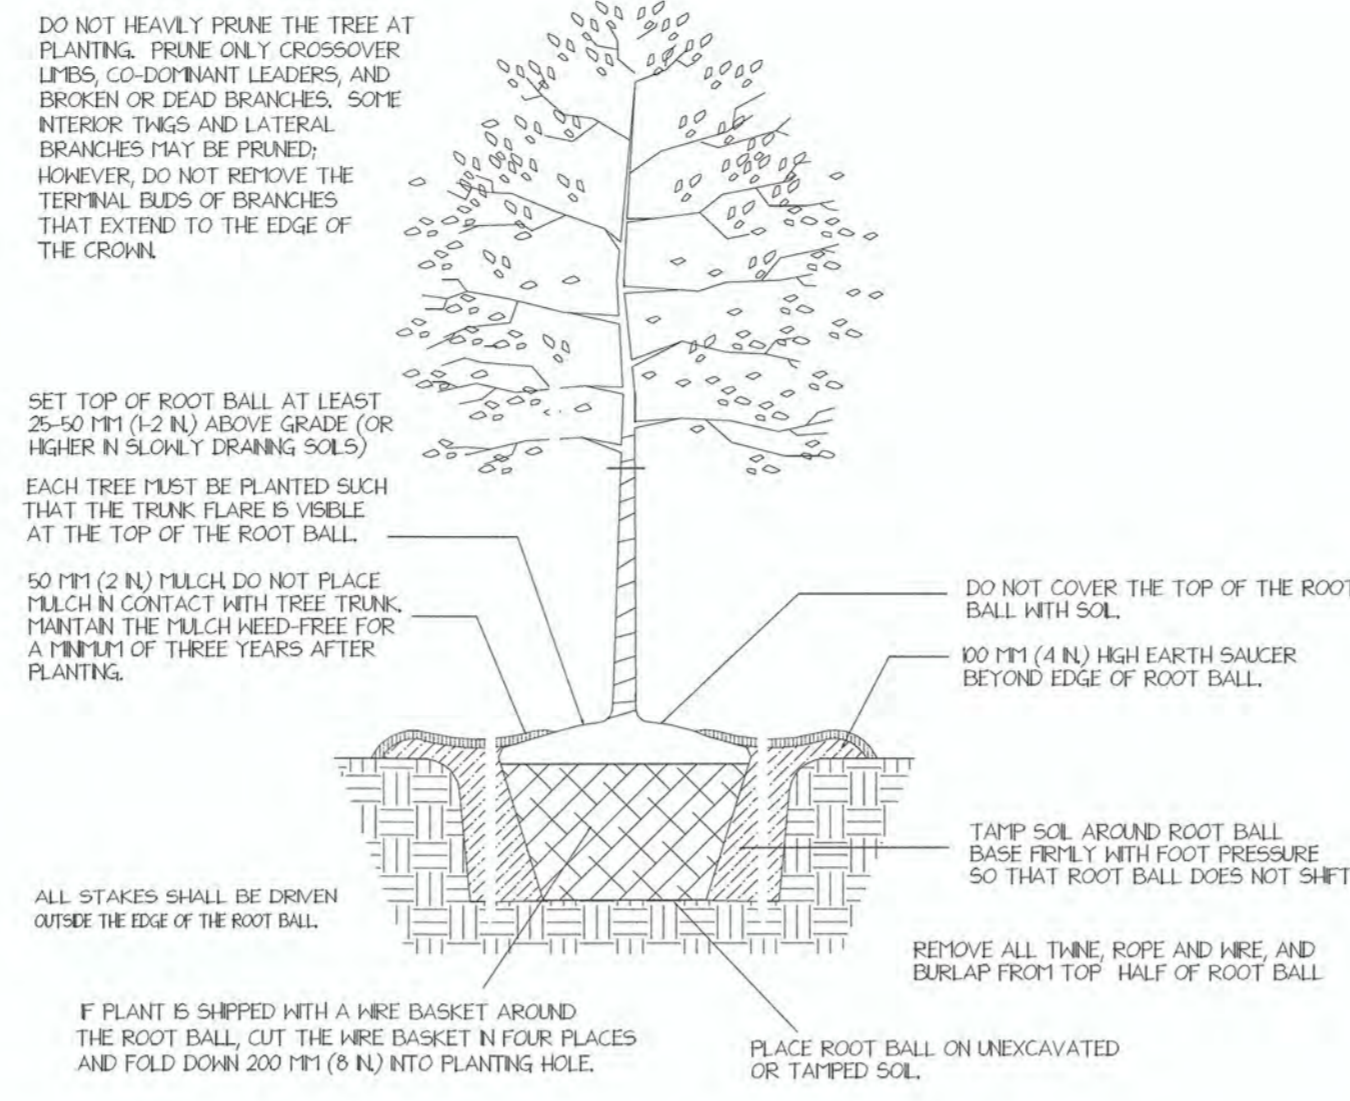 DO NOT HEAVILY PRUNE THE TREE AT
PLANTING. PRUNE ONLY CROSSOVER
LIMBS, CO-DOMINANT LEADERS, AND
BROKEN OR DEAD BRANCHES. SOME
INTERIOR TWIGS AND LATERAL
BRANCHES MAY BE PRUNED;
HOWEVER, DO NOT REMOVE THE
TERMINAL BUDS OF BRANCHES
THAT EXTEND TO THE EDGE OF
THE CROWN.
SET TOP OF ROOT BALL AT LEAST
25-50 MM (1-2 IN.) ABOVE GRADE (OR
HIGHER IN SLOWLY DRAINING SOILS)
EACH TREE MUST BE PLANTED SUCH
THAT THE TRUNK FLARE IS VISIBLE
AT THE TOP OF THE ROOT BALL.
50 MM (2 IN.) MULCH. DO NOT PLACE
MULCH IN CONTACT WITH TREE TRUNK.
MAINTAIN THE MULCH WEED-FREE FOR
A MINIMUM OF THREE YEARS AFTER
PLANTING.
DO NOT COVER THE TOP OF THE ROOT
BALL WITH SOIL.
100 MM (4 IN.) HIGH EARTH SAUCER
BEYOND EDGE OF ROOT BALL.
TAMP SOIL AROUND ROOT BALL
BASE FIRMLY WITH FOOT PRESSURE
SO THAT ROOT BALL DOES NOT SHIFT
ALL STAKES SHALL BE DRIVEN
OUTSIDE THE EDGE OF THE ROOT BALL.
REMOVE ALL TWINE, ROPE AND WIRE, AND
BURLAP FROM TOP HALF OF ROOT BALL
IF PLANT IS SHIPPED WITH A WIRE BASKET AROUND
THE ROOT BALL, CUT THE WIRE BASKET IN FOUR PLACES
AND FOLD DOWN 200 MM (8 IN.) INTO PLANTING HOLE.
PLACE ROOT BALL ON UNEXCAVATED
OR TAMPED SOIL.